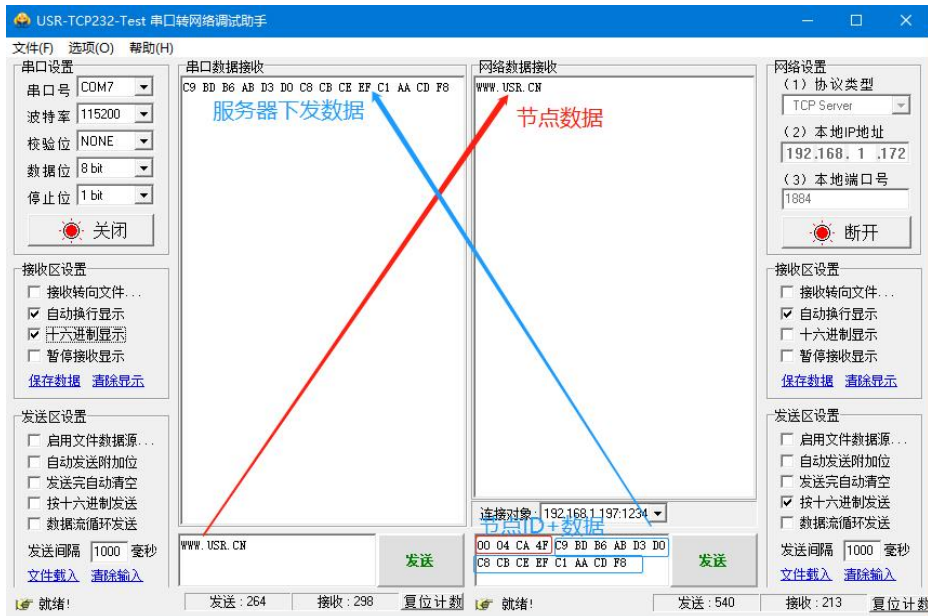 USR-TCP232-Test 串口转网络调试助手
文件(F) 选项(O) 帮助(H)
串口设置
串口号 COM7
波特率 115200
校验位 NONE
数据位 8 bit
停止位 1 bit
关闭
接收区设置
接收转向文件...
自动换行显示
十六进制显示
暂停接收显示
保存数据 清除显示
发送区设置
启用文件数据源...
自动发送附加位
发送完自动清空
按十六进制发送
数据流循环发送
发送间隔 1000 毫秒
文件载入 清除输入
就绪!
串口数据接收
C9 BD B6 AB D3 D0 C8 CB CE EF C1 AA CD F8
服务器下发数据
WWW.USR.CN
发送
发送 : 264 接收 : 298 复位计数
网络数据接收
WWW.USR.CN
节点数据
连接对象: 192.168.1.197:1234
节点ID+数据
00 04 CA 4F C9 BD B6 AB D3 D0
C8 CB CE EF C1 AA CD F8
发送
就绪!
发送 : 540 接收 : 213 复位计数
网络设置
(1) 协议类型
TCP Server
(2) 本地IP地址
192.168. 1 .172
(3) 本地端口号
1884
断开
接收区设置
接收转向文件...
自动换行显示
十六进制显示
暂停接收显示
保存数据 清除显示
发送区设置
启用文件数据源...
自动发送附加位
发送完自动清空
按十六进制发送
数据流循环发送
发送间隔 1000 毫秒
文件载入 清除输入